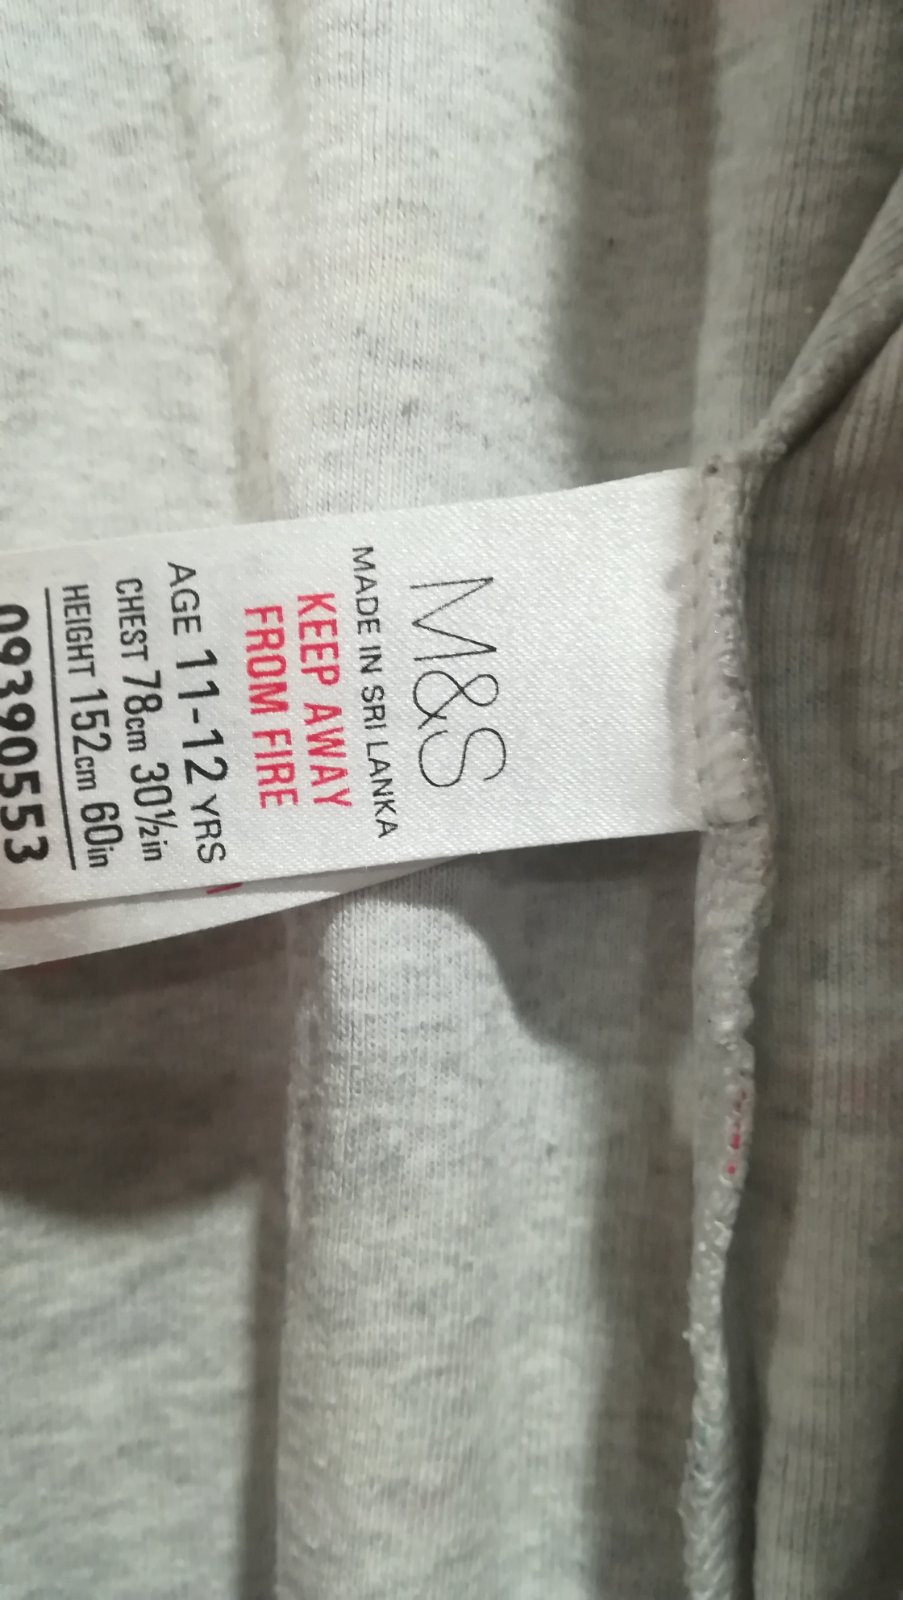 M&S
MADE IN SRI LANKA
KEEP AWAY
FROM FIRE
AGE 11-12 YRS
CHEST 78cm 30½in
HEIGHT 152cm 60in
09390553